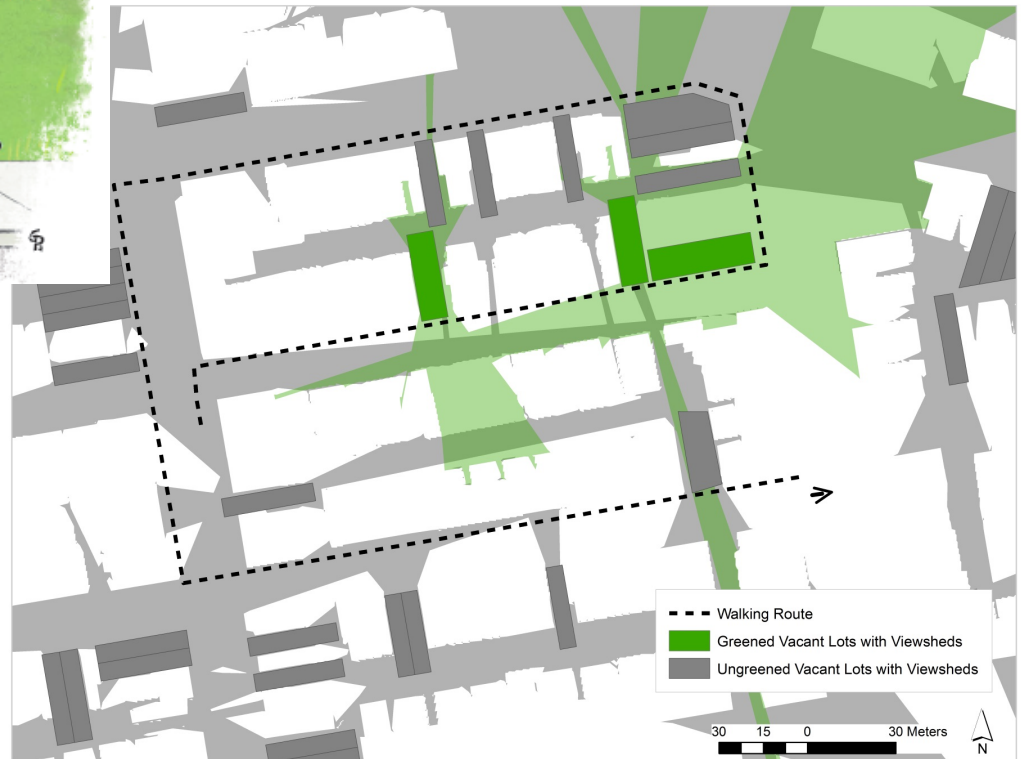 Walking Route
Greened Vacant Lots with Viewsheds
Ungreened Vacant Lots with Viewsheds
30 15 0 30 Meters
N